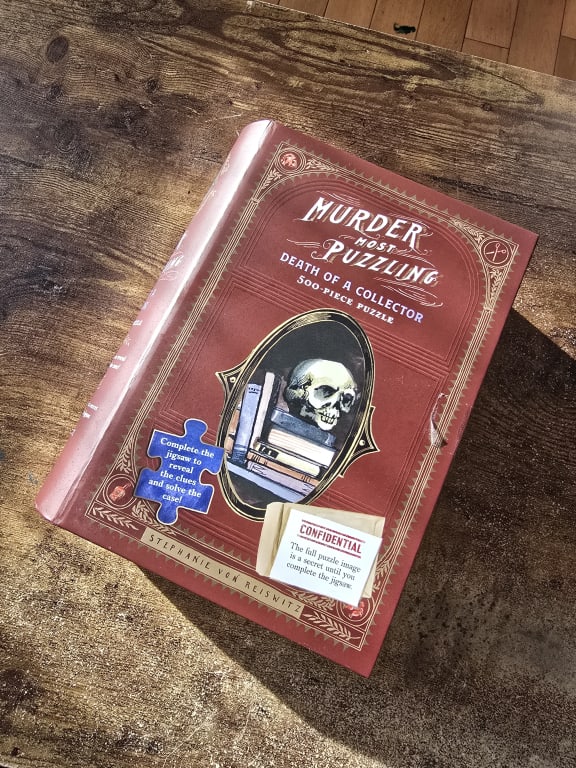 MURDER
MOST
PUZZLING
DEATH OF A COLLECTOR
500-PIECE PUZZLE
Complete the
jigsaw to
reveal
the clues
and solve the
case!
CONFIDENTIAL
The full puzzle image
is a secret until you
complete the jigsaw.
STEPHANIE VON REISWITZ